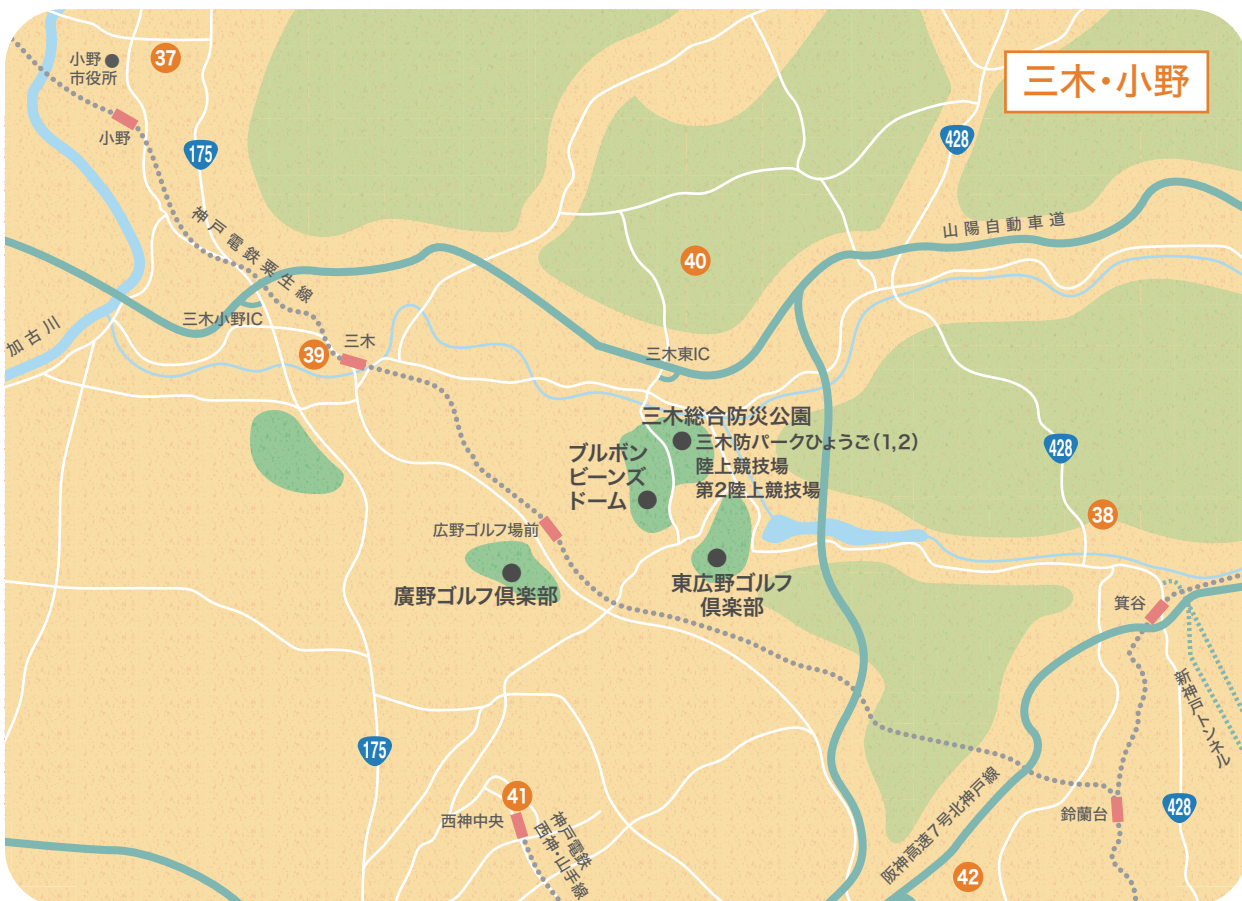 三木・小野
小野
市役所
37
小野
175
428
神戸電鉄粟生線
山陽自動車道
40
加古川
三木小野IC
39
三木
三木東IC
三木総合防災公園
三木防パークひょうご(1,2)
陸上競技場
第2陸上競技場
ブルボン
ビーンズ
ドーム
428
38
広野ゴルフ場前
廣野ゴルフ倶楽部
東広野ゴルフ
倶楽部
箕谷
新神戸トンネル
175
41
西神中央
神戸電鉄
西神・山手線
阪神高速7号北神戸線
鈴蘭台
428
42